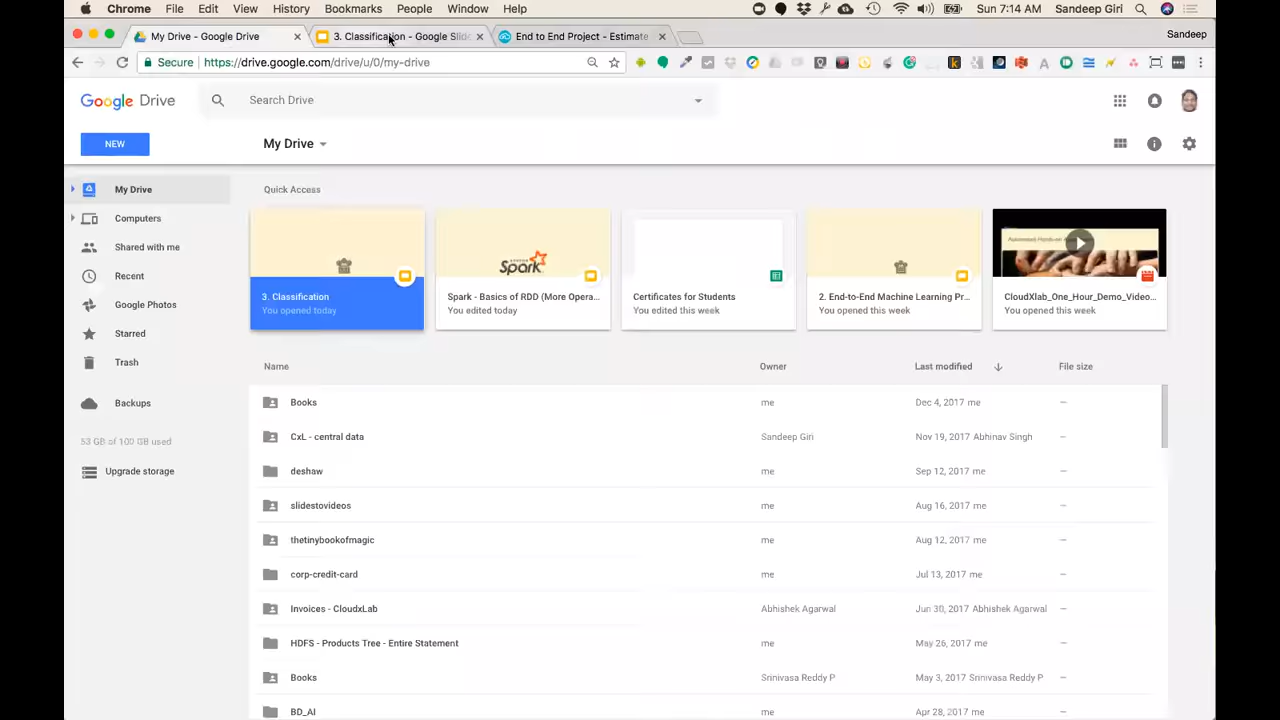 Chrome File Edit View History Bookmarks People Window Help Sun 7:14 AM Sandeep Giri
My Drive - Google Drive
3. Classification - Google Slide
End to End Project - Estimate
Sandeep
Secure https://drive.google.com/drive/u/0/my-drive
Google Drive
Search Drive
NEW
My Drive
My Drive
Computers
Shared with me
Recent
Google Photos
Starred
Trash
Backups
53 GB of 100 GB used
Upgrade storage
Quick Access
3. Classification
You opened today
Spark
Spark - Basics of RDD (More Opera...
You edited today
Certificates for Students
You edited this week
2. End-to-End Machine Learning Pr...
You opened this week
CloudXlab_One_Hour_Demo_Video...
You opened this week
Name Owner Last modified File size
Books me Dec 4, 2017 me —
CxL - central data Sandeep Giri Nov 19, 2017 Abhinav Singh —
deshaw me Sep 12, 2017 me —
slidestovideos me Aug 16, 2017 me —
thetinybookofmagic me Aug 12, 2017 me —
corp-credit-card me Jul 13, 2017 me —
Invoices - CloudxLab Abhishek Agarwal Jun 30, 2017 Abhishek Agarwal —
HDFS - Products Tree - Entire Statement me May 26, 2017 me —
Books Srinivasa Reddy P May 3, 2017 Srinivasa Reddy P —
BD_AI me Apr 28, 2017 me —